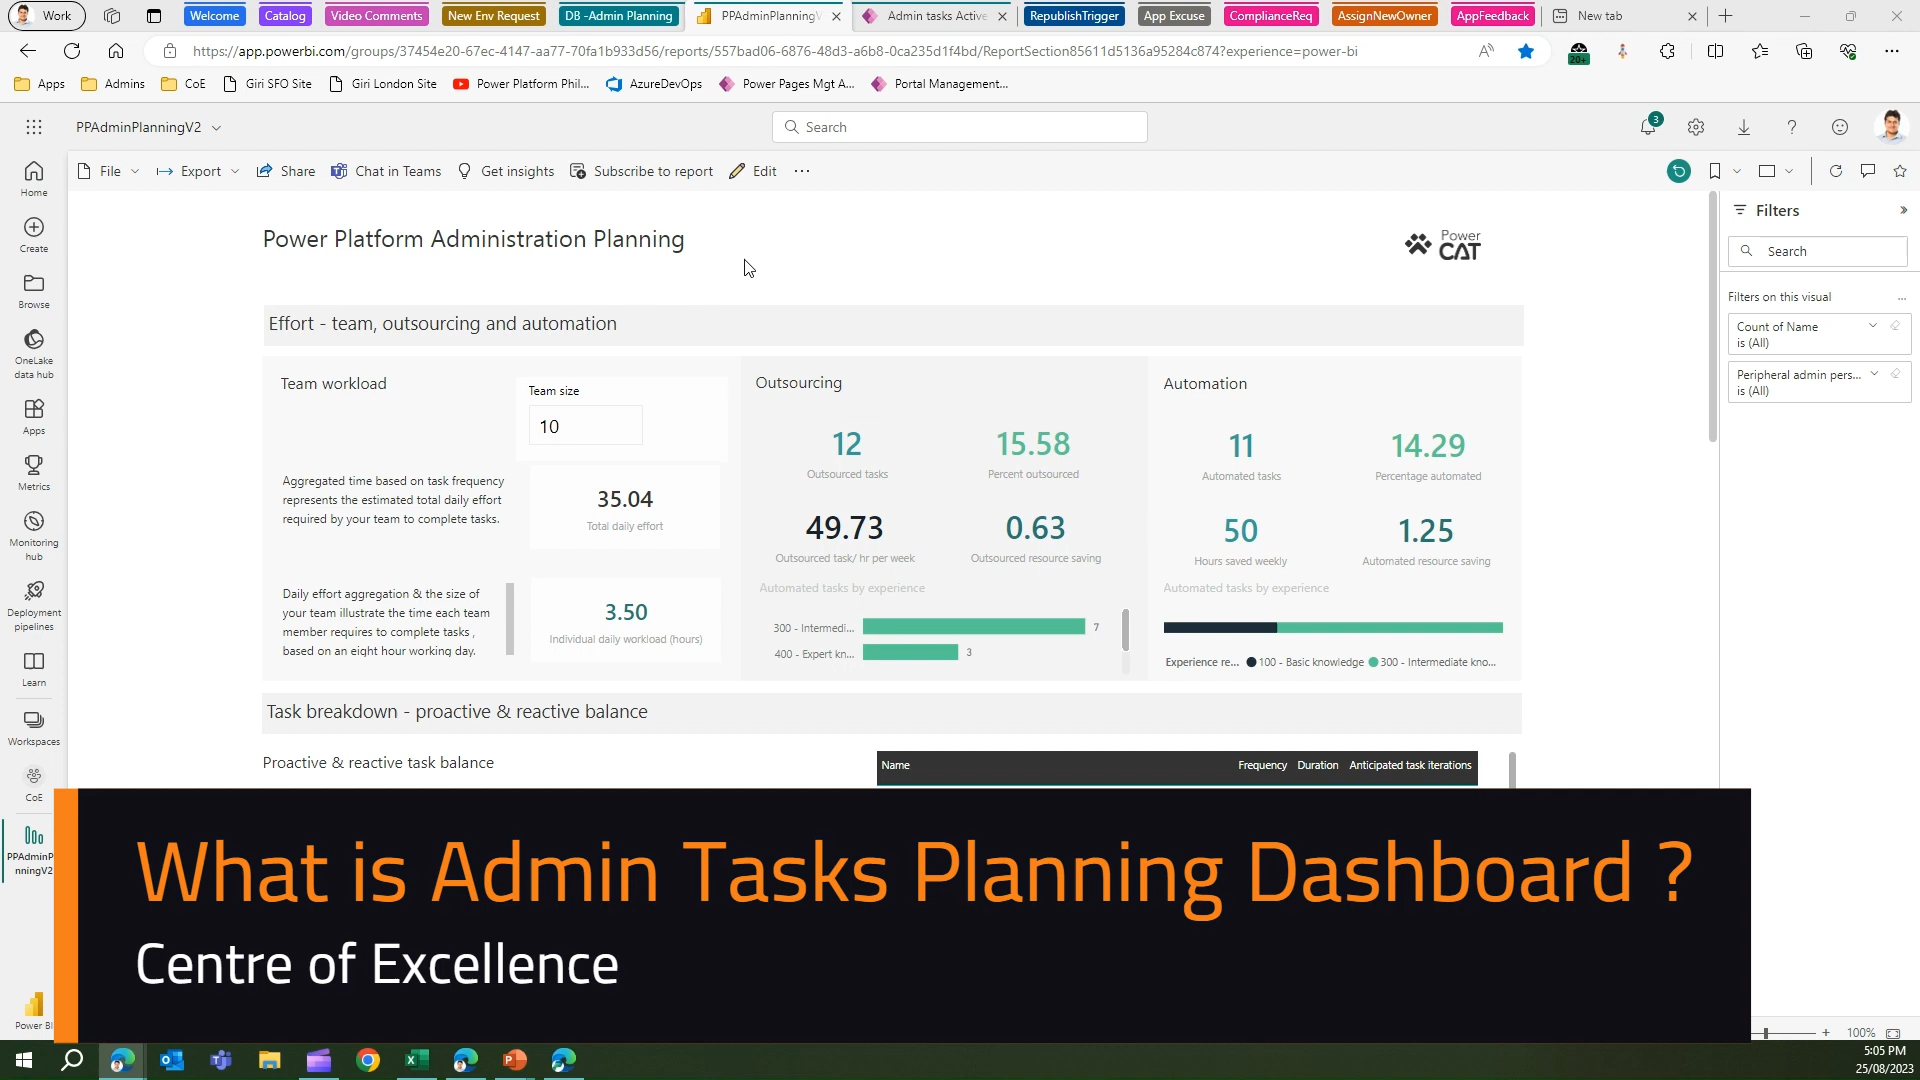 Work
Welcome
Catalog
Video Comments
New Env Request
DB -Admin Planning
PPAdminPlanningV
Admin tasks Active
RepublishTrigger
App Excuse
ComplianceReq
AssignNewOwner
AppFeedback
New tab
https://app.powerbi.com/groups/37454e20-67ec-4147-aa77-70fa1b933d56/reports/557bad06-6876-48d3-a6b8-0ca235d1f4bd/ReportSection85611d5136a95284c874?experience=power-bi
20+
Apps
Admins
CoE
Giri SFO Site
Giri London Site
Power Platform Phil...
AzureDevOps
Power Pages Mgt A...
Portal Management...
PPAdminPlanningV2
Search
3
File
Export
Share
Chat in Teams
Get insights
Subscribe to report
Edit
Home
Create
Browse
OneLake
data hub
Apps
Metrics
Monitoring
hub
Deployment
pipelines
Learn
Workspaces
CoE
PPAdminP
nningV2
Power BI
Power Platform Administration Planning
Power
CAT
Effort - team, outsourcing and automation
Team workload
Team size
10
Aggregated time based on task frequency
represents the estimated total daily effort
required by your team to complete tasks.
35.04
Total daily effort
Daily effort aggregation & the size of
your team illustrate the time each team
member requires to complete tasks ,
based on an eight hour working day.
3.50
Individual daily workload (hours)
Outsourcing
12
Outsourced tasks
15.58
Percent outsourced
49.73
Outsourced task/ hr per week
0.63
Outsourced resource saving
Automated tasks by experience
300 - Intermedi...
7
400 - Expert kn...
3
Automation
11
Automated tasks
14.29
Percentage automated
50
Hours saved weekly
1.25
Automated resource saving
Automated tasks by experience
Experience re...
100 - Basic knowledge
300 - Intermediate kno...
Task breakdown - proactive & reactive balance
Proactive & reactive task balance
Name
Frequency
Duration
Anticipated task iterations
Filters
Search
Filters on this visual
...
Count of Name
is (All)
Peripheral admin pers...
is (All)
What is Admin Tasks Planning Dashboard ?
Centre of Excellence
100%
5:05 PM
25/08/2023